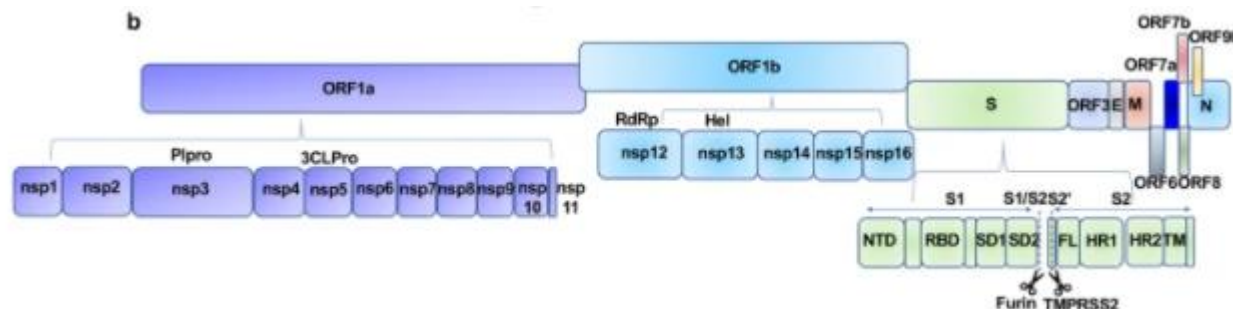 b
ORF7b
ORF9b
ORF1a
ORF1b
ORF7a
S
ORF3
E
M
N
RdRp
Hel
nsp12
nsp13
nsp14
nsp15
nsp16
Plpro
3CLPro
nsp1
nsp2
nsp3
nsp4
nsp5
nsp6
nsp7
nsp8
nsp9
nsp
10
nsp
11
ORF6
ORF8
S1
S1/S2
S2'
S2
NTD
RBD
SD1
SD2
FL
HR1
HR2
TM
Furin
TMPRSS2